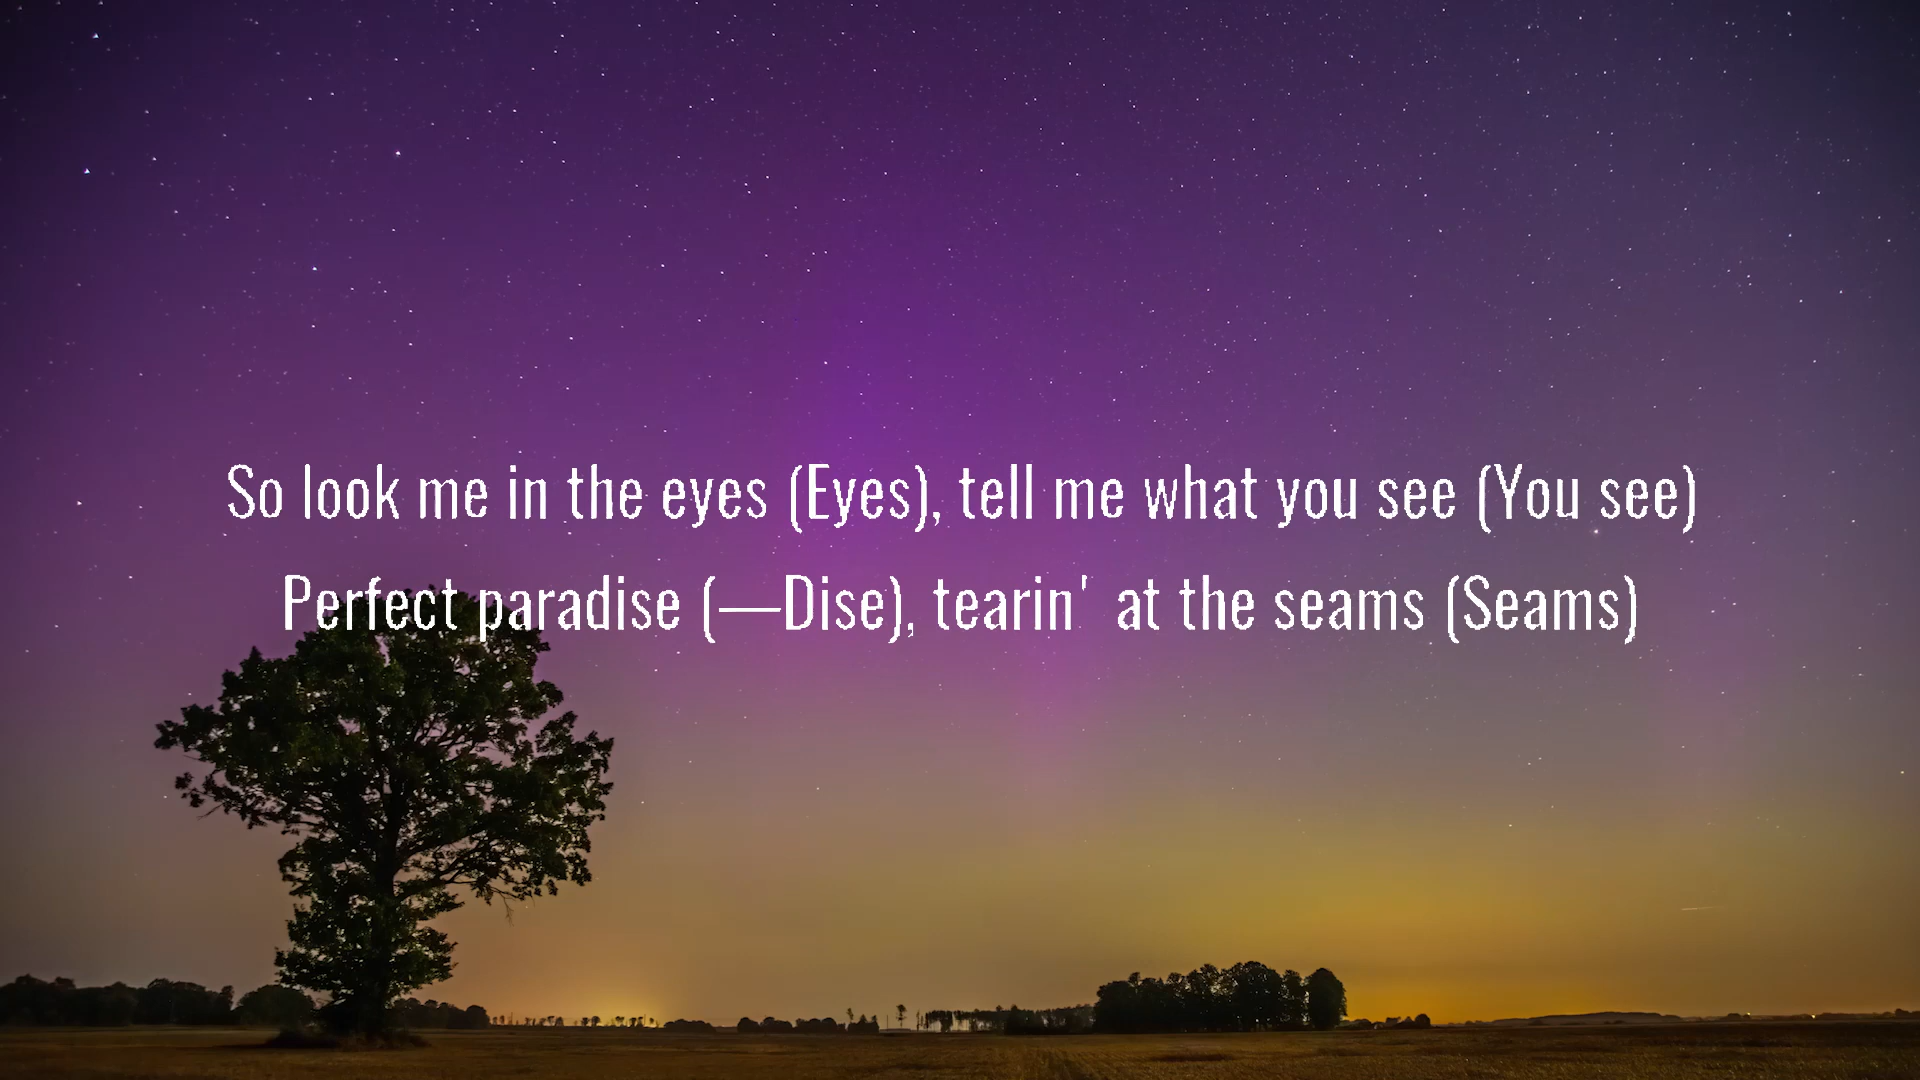 So look me in the eyes (Eyes), tell me what you see (You see)
Perfect paradise (—Dise), tearin' at the seams (Seams)